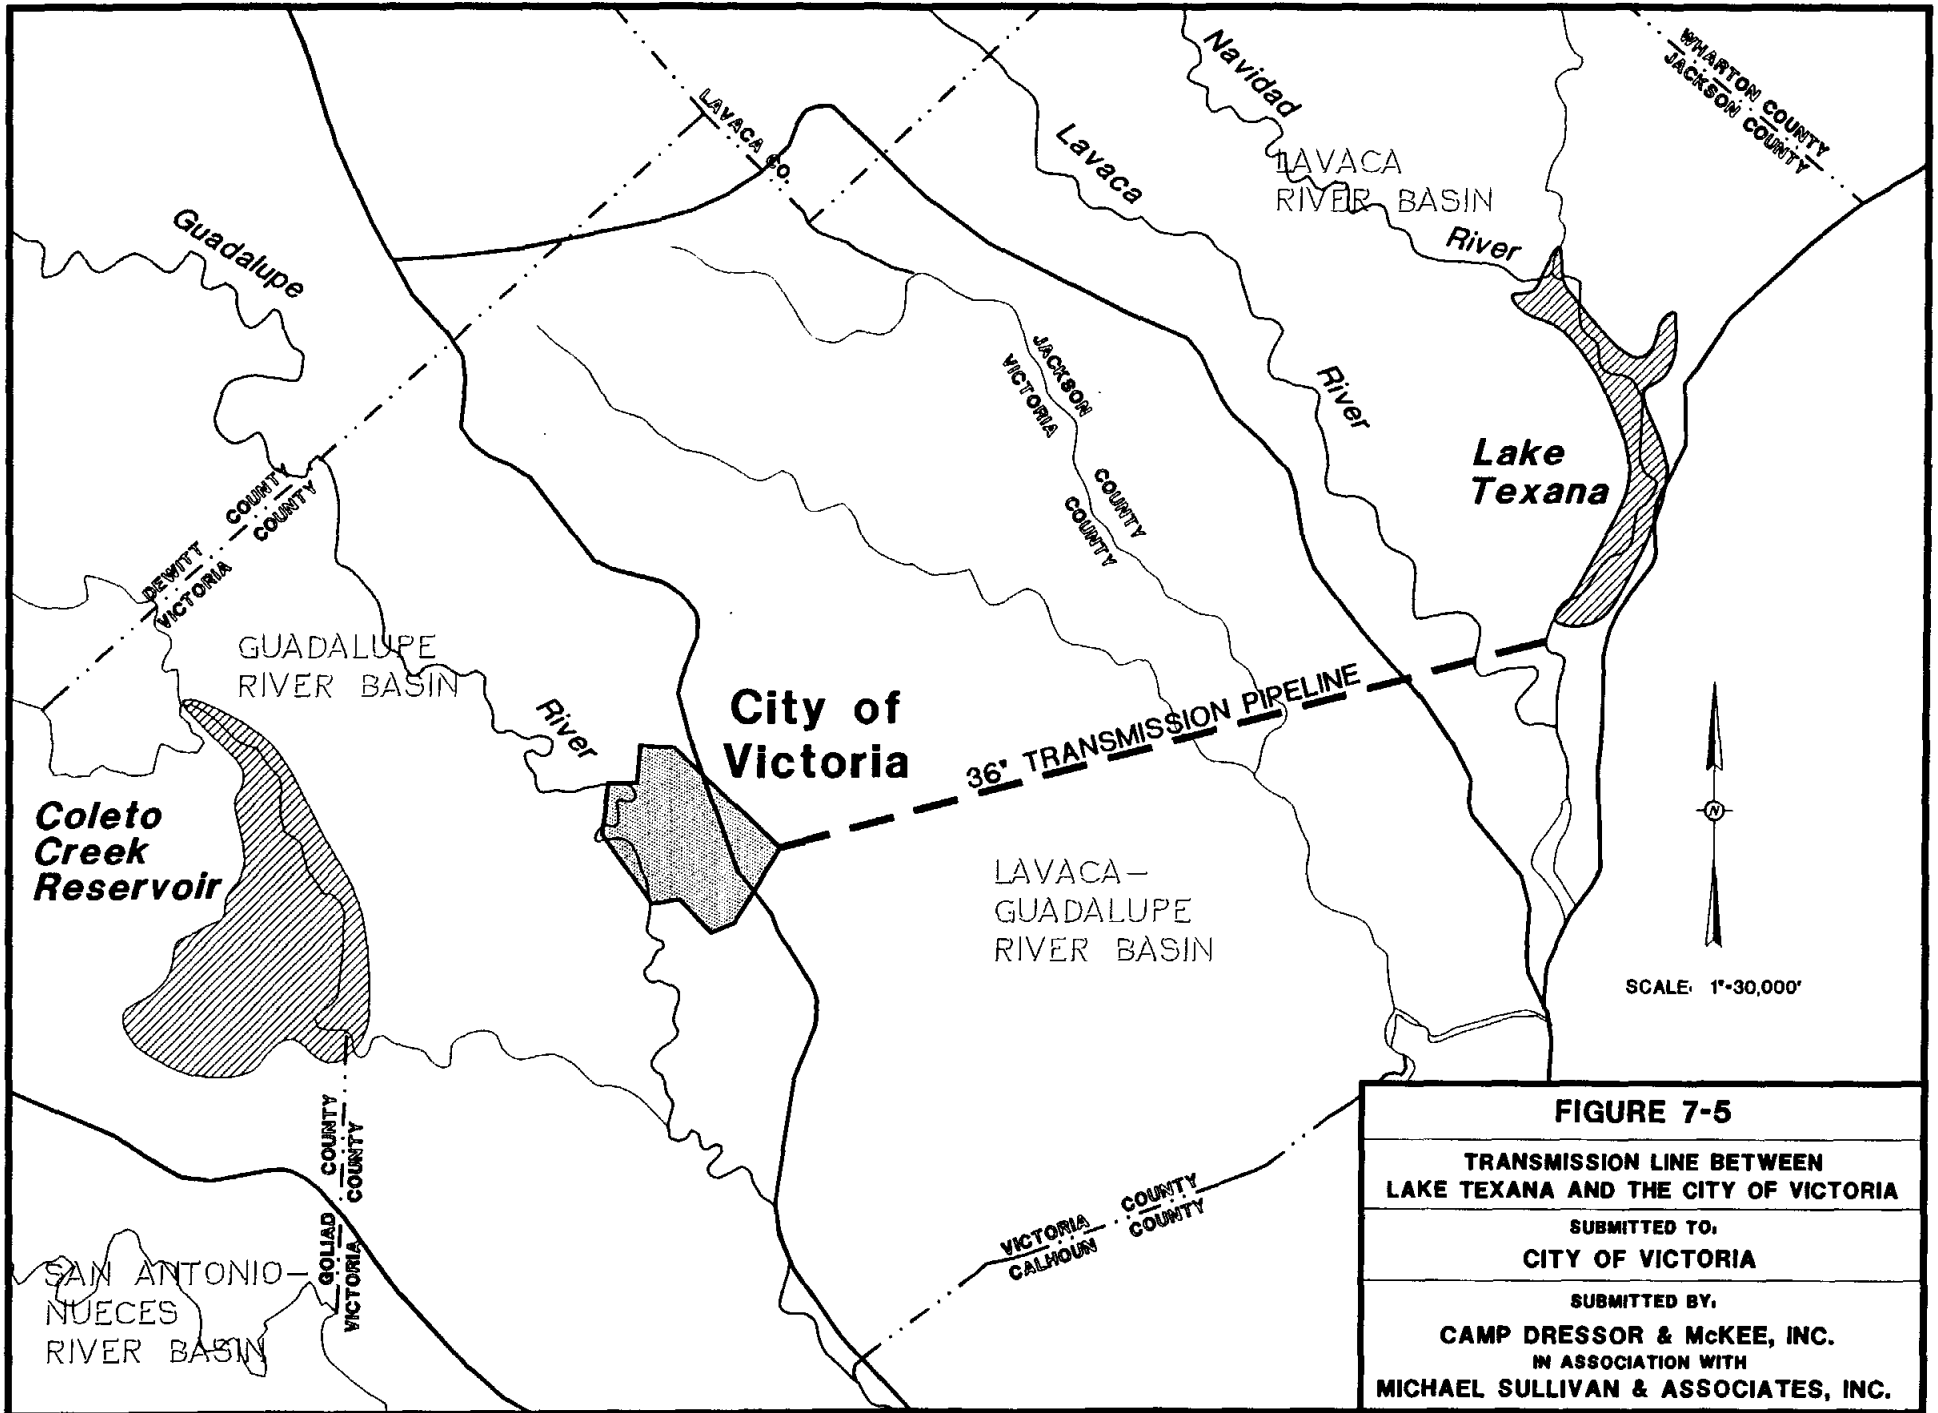 Navidad
WHARTON COUNTY
JACKSON COUNTY
LAVACA CO.
Lavaca
LAVACA
RIVER BASIN
Guadalupe
River
JACKSON
VICTORIA
River
Lake
Texana
COUNTY
COUNTY
COUNTY
COUNTY
DEWITT
VICTORIA
GUADALUPE
RIVER BASIN
River
City of
Victoria
36" TRANSMISSION PIPELINE
Coleto
Creek
Reservoir
LAVACA-
GUADALUPE
RIVER BASIN
N
SCALE: 1"=30,000'
GOLIAD COUNTY
VICTORIA COUNTY
VICTORIA COUNTY
CALHOUN COUNTY
SAN ANTONIO-
NUECES
RIVER BASIN
FIGURE 7-5
TRANSMISSION LINE BETWEEN
LAKE TEXANA AND THE CITY OF VICTORIA
SUBMITTED TO:
CITY OF VICTORIA
SUBMITTED BY:
CAMP DRESSOR & McKEE, INC.
IN ASSOCIATION WITH
MICHAEL SULLIVAN & ASSOCIATES, INC.